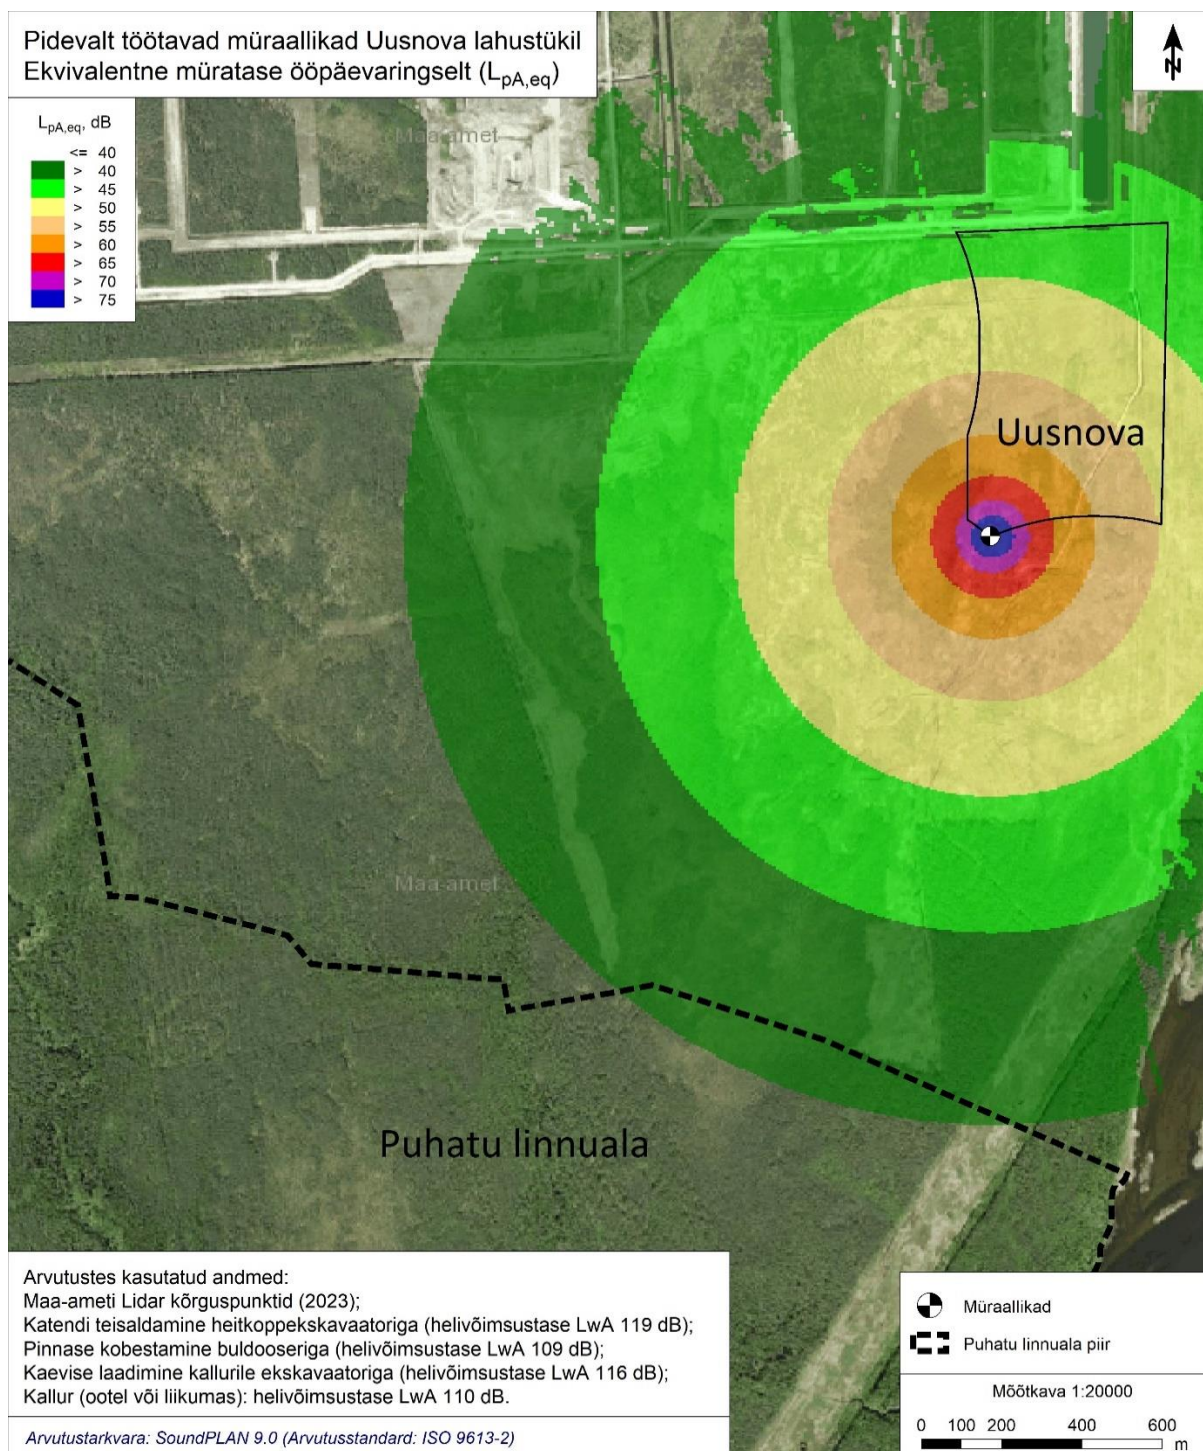 Pidevalt töötavad müraallikad Uusnova lahustükil
Ekvivalentne müratase ööpäevaringselt (LpA,eq)
N
LpA,eq, dB
<= 40
> 40
> 45
> 50
> 55
> 60
> 65
> 70
> 75
Maa-amet
Uusnova
Maa-amet
Puhatu linnuala
Arvutustes kasutatud andmed:
Maa-ameti Lidar kõrguspunktid (2023);
Katendi teisaldamine heitkoppekskavaatoriga (helivõimsustase LwA 119 dB);
Pinnase kobestamine buldooseriga (helivõimsustase LwA 109 dB);
Kaevise laadimine kallurile ekskavaatoriga (helivõimsustase LwA 116 dB);
Kallur (ootel või liikumas): helivõimsustase LwA 110 dB.
Arvutustarkvara: SoundPLAN 9.0 (Arvutusstandard: ISO 9613-2)
Müraallikad
Puhatu linnuala piir
Mõõtkava 1:20000
0 100 200 400 600
m